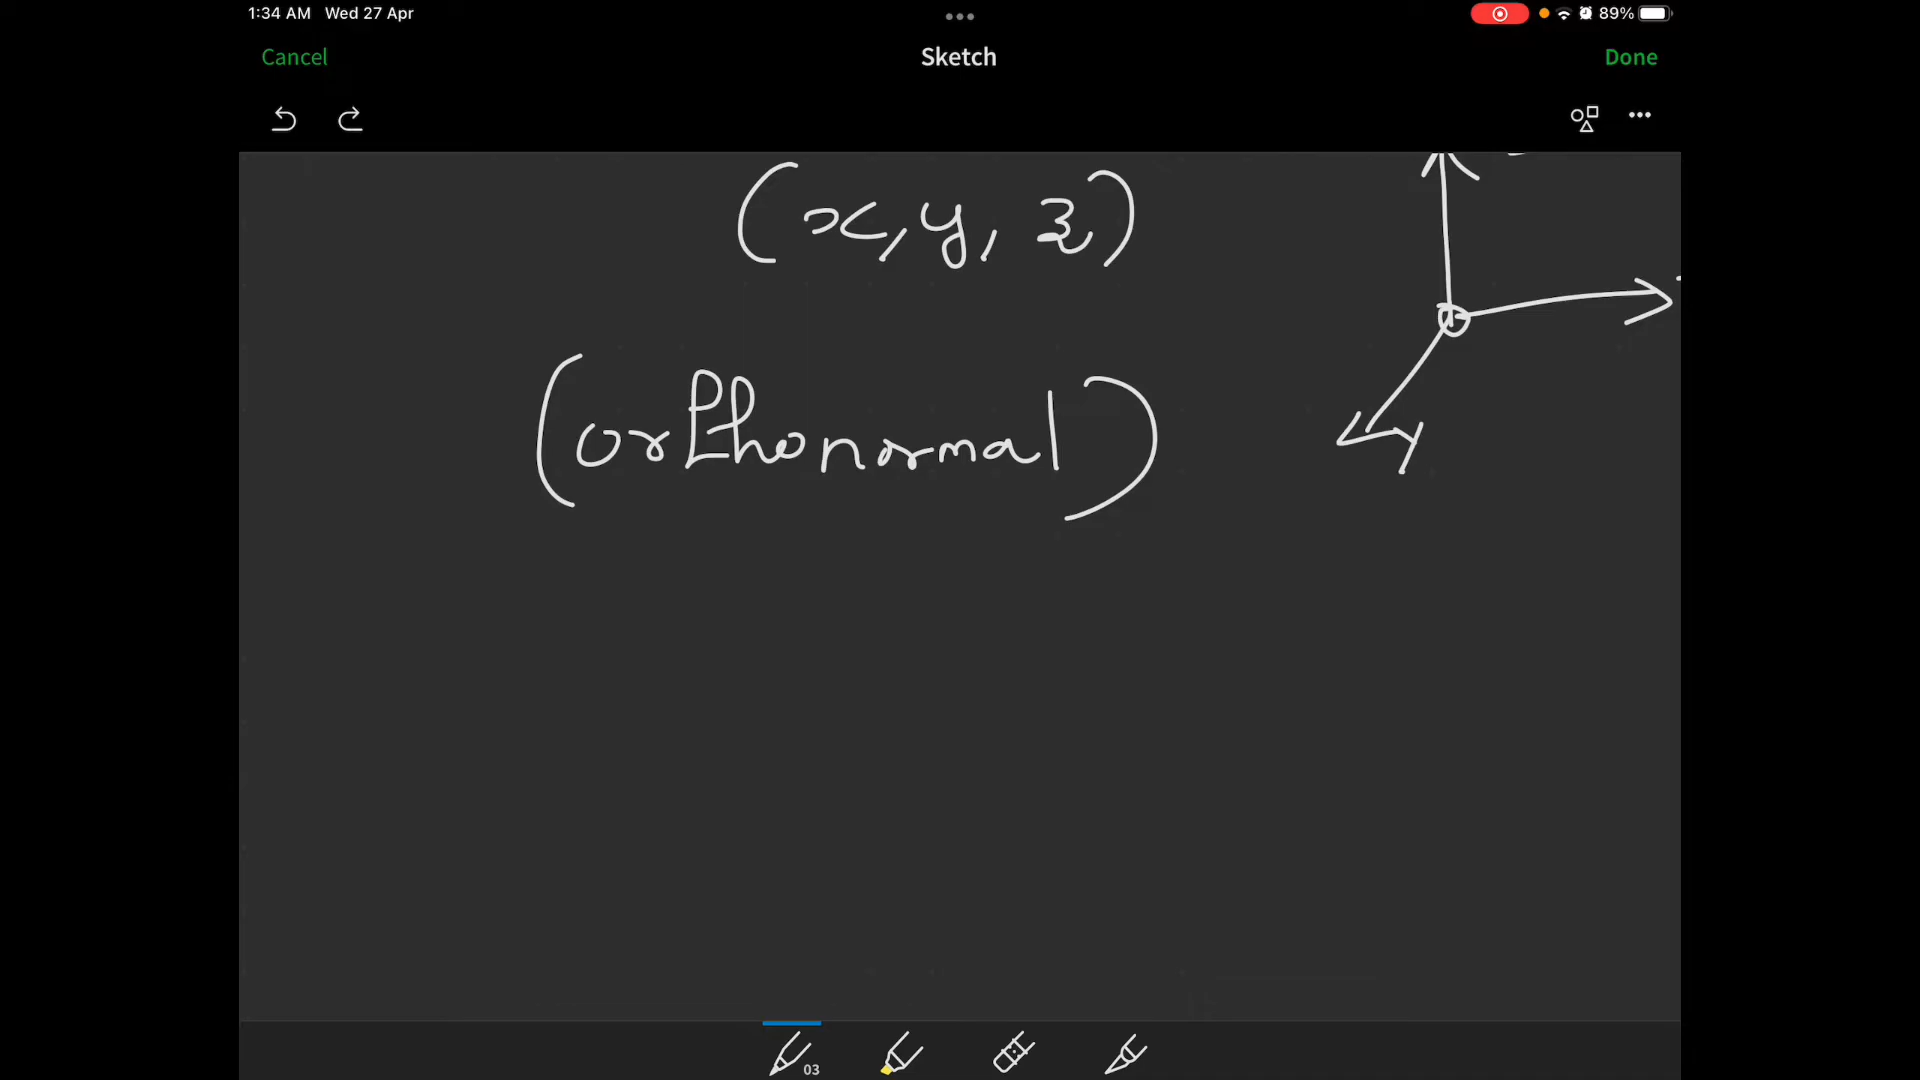 1:34 AM Wed 27 Apr
89%
Cancel
Sketch
Done
(x, y, z)
(orthonormal)
03